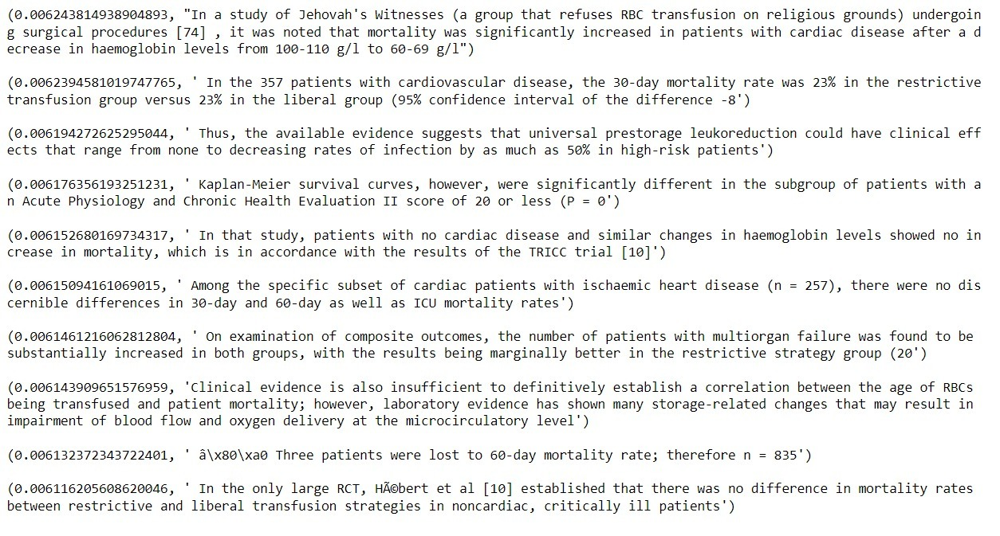 (0.006243814938904893, "In a study of Jehovah's Witnesses (a group that refuses RBC transfusion on religious grounds) undergoin
g surgical procedures [74] , it was noted that mortality was significantly increased in patients with cardiac disease after a d
ecrease in haemoglobin levels from 100-110 g/l to 60-69 g/l")
(0.0062394581019747765, ' In the 357 patients with cardiovascular disease, the 30-day mortality rate was 23% in the restrictive
transfusion group versus 23% in the liberal group (95% confidence interval of the difference -8')
(0.006194272625295044, ' Thus, the available evidence suggests that universal prestorage leukoreduction could have clinical eff
ects that range from none to decreasing rates of infection by as much as 50% in high-risk patients')
(0.006176356193251231, ' Kaplan-Meier survival curves, however, were significantly different in the subgroup of patients with a
n Acute Physiology and Chronic Health Evaluation II score of 20 or less (P = 0')
(0.006152680169734317, ' In that study, patients with no cardiac disease and similar changes in haemoglobin levels showed no in
crease in mortality, which is in accordance with the results of the TRICC trial [10]')
(0.00615094161069015, ' Among the specific subset of cardiac patients with ischaemic heart disease (n = 257), there were no dis
cernible differences in 30-day and 60-day as well as ICU mortality rates')
(0.0061461216062812804, ' On examination of composite outcomes, the number of patients with multiorgan failure was found to be
substantially increased in both groups, with the results being marginally better in the restrictive strategy group (20')
(0.006143909651576959, 'Clinical evidence is also insufficient to definitively establish a correlation between the age of RBCs
being transfused and patient mortality; however, laboratory evidence has shown many storage-related changes that may result in
impairment of blood flow and oxygen delivery at the microcirculatory level')
(0.006132372343722401, ' â\x80\xa0 Three patients were lost to 60-day mortality rate; therefore n = 835')
(0.006116205608620046, ' In the only large RCT, HÃ©bert et al [10] established that there was no difference in mortality rates
between restrictive and liberal transfusion strategies in noncardiac, critically ill patients')